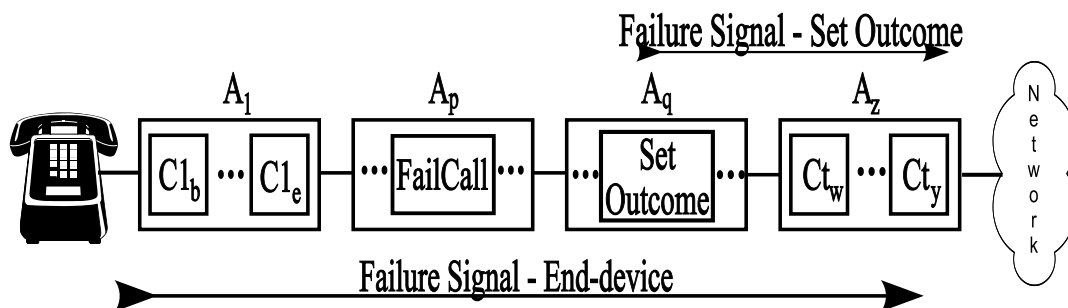 Failure Signal - Set Outcome
A1 Ap Aq Az
C1b ••• C1e ••• FailCall ••• ••• Set Outcome ••• Ctw ••• Cty
Network
Failure Signal - End-device